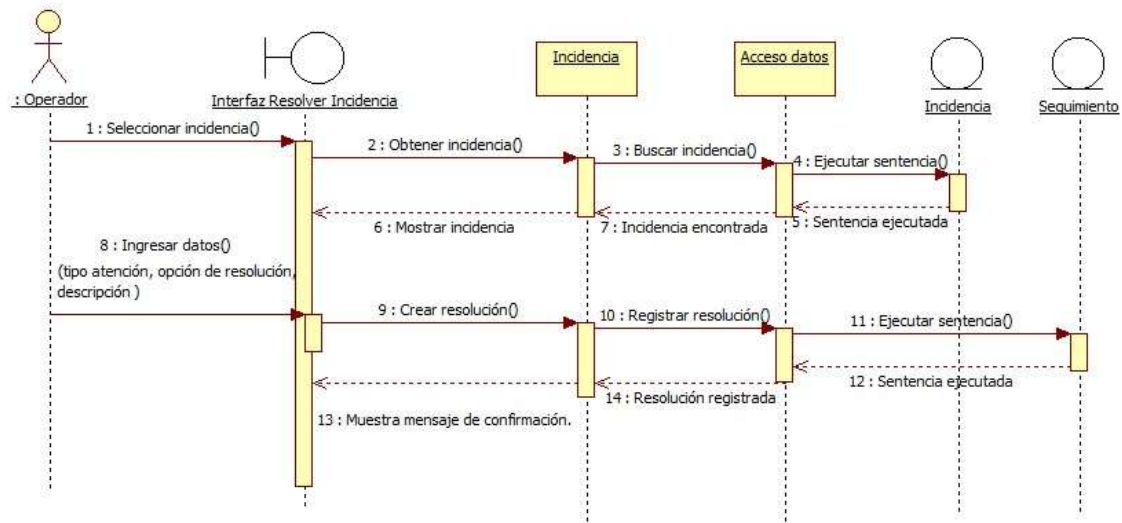 : Operador
Interfaz Resolver Incidencia
Incidencia
Acceso datos
Incidencia
Seguimiento
1 : Seleccionar incidencia()
2 : Obtener incidencia()
3 : Buscar incidencia()
4 : Ejecutar sentencia()
5 : Sentencia ejecutada
6 : Mostrar incidencia
7 : Incidencia encontrada
8 : Ingresar datos()
(tipo atención, opción de resolución,
descripción )
9 : Crear resolución()
10 : Registrar resolución()
11 : Ejecutar sentencia()
12 : Sentencia ejecutada
13 : Muestra mensaje de confirmación.
14 : Resolución registrada